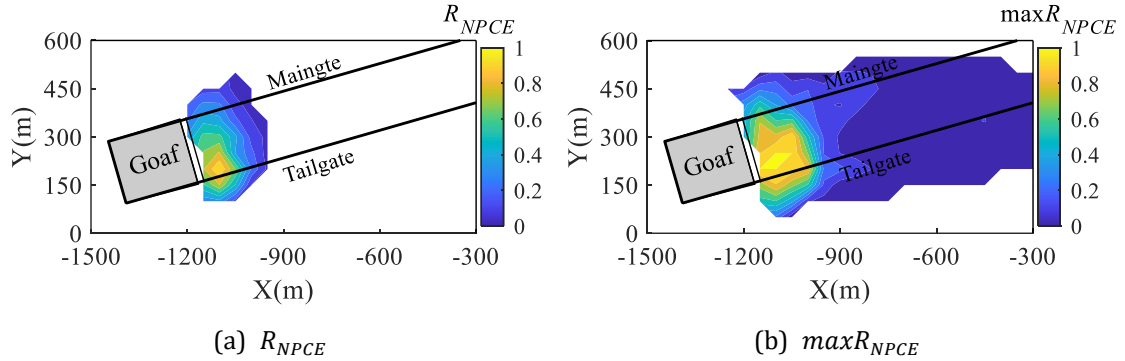 R_NPCE
600
450
300
150
0
Y(m)
-1500
-1200
-900
-600
-300
X(m)
Goaf
Maingte
Tailgate
1
0.8
0.6
0.4
0.2
0
(a) R_NPCE
maxR_NPCE
600
450
300
150
0
Y(m)
-1500
-1200
-900
-600
-300
X(m)
Goaf
Maingte
Tailgate
1
0.8
0.6
0.4
0.2
0
(b) maxR_NPCE